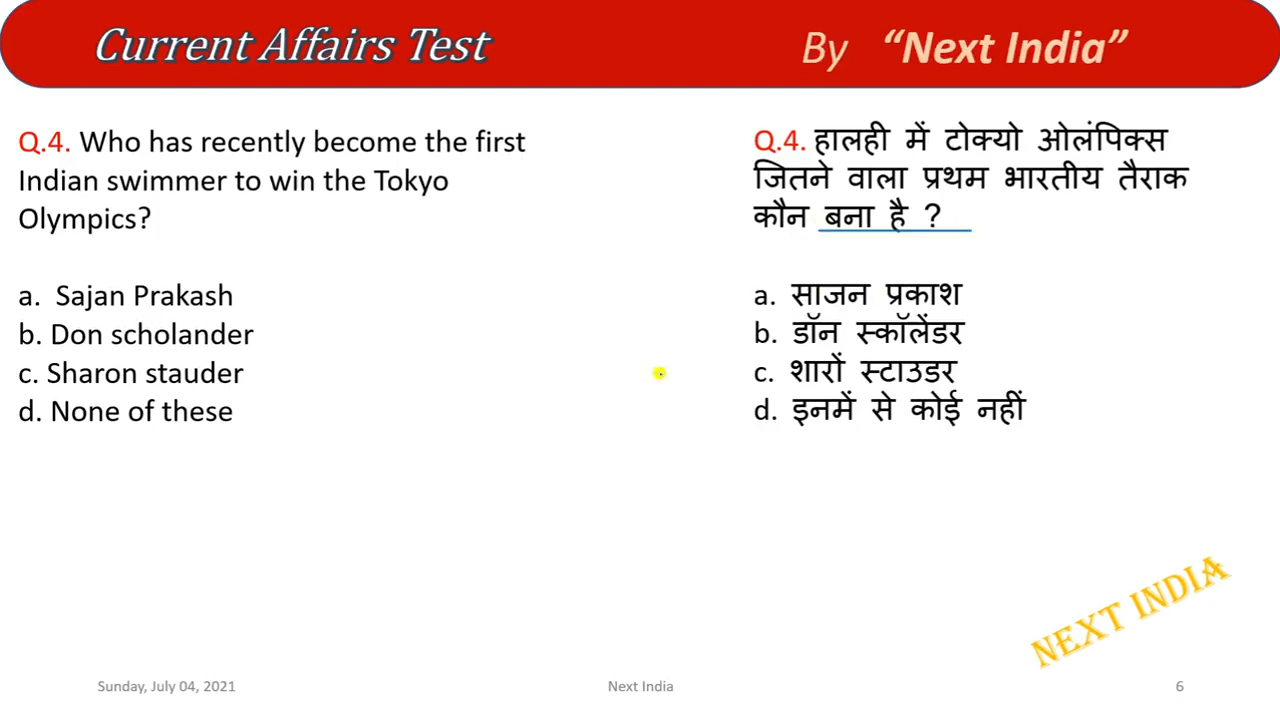 Current Affairs Test
By “Next India”
Q.4. Who has recently become the first
Indian swimmer to win the Tokyo
Olympics?
a. Sajan Prakash
b. Don scholander
c. Sharon stauder
d. None of these
Q.4. हालही में टोक्यो ओलंपिक्स
जितने वाला प्रथम भारतीय तैराक
कौन बना है ?
a. साजन प्रकाश
b. डॉन स्कॉलेंडर
c. शारों स्टाउडर
d. इनमें से कोई नहीं
NEXT INDIA
Sunday, July 04, 2021
Next India
6